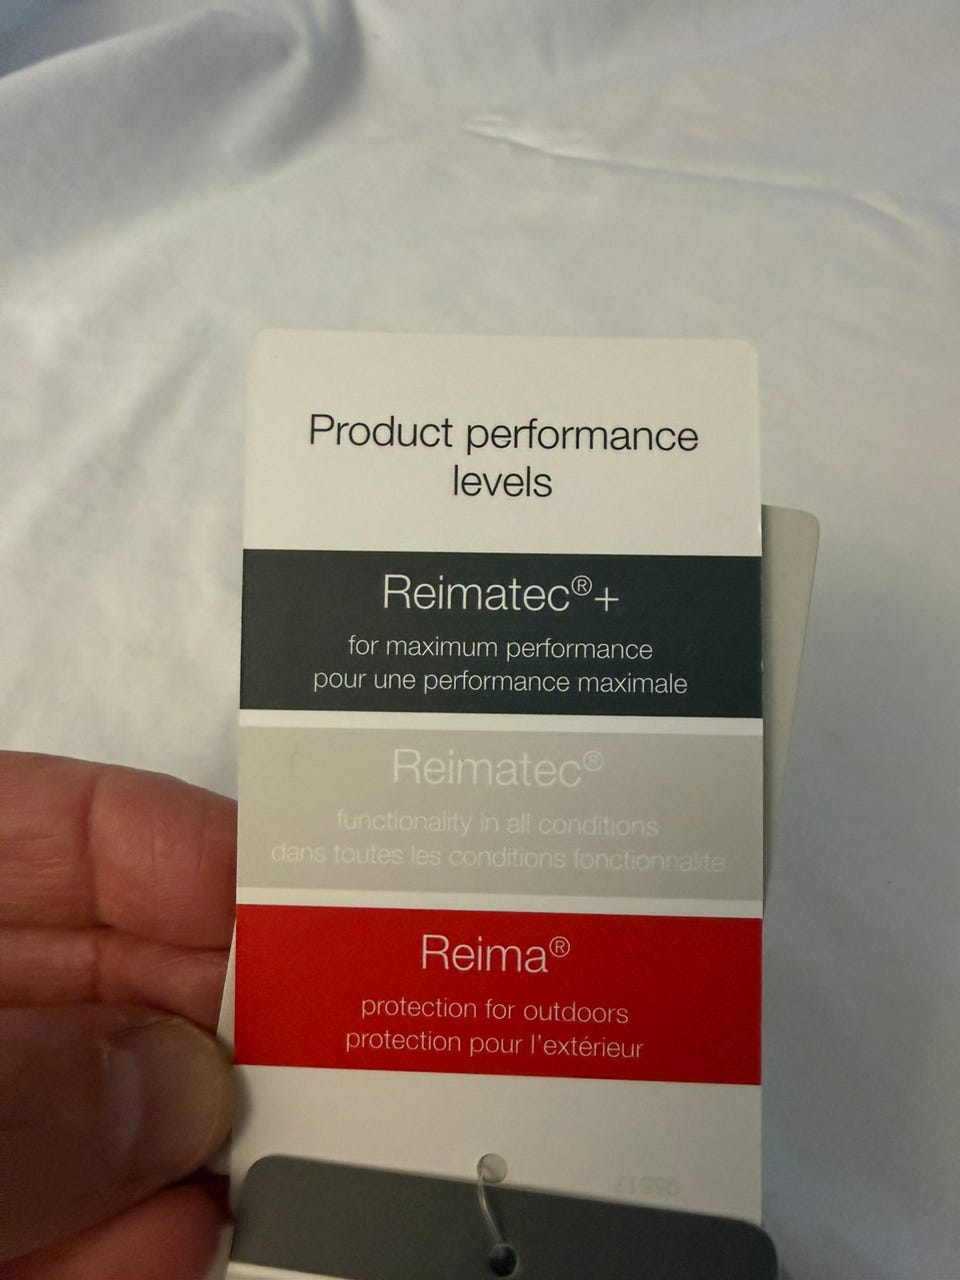 Product performance
levels
Reimatec®+
for maximum performance
pour une performance maximale
Reimatec®
functionality in all conditions
dans toutes les conditions fonctionnalite
Reima®
protection for outdoors
protection pour l'extérieur